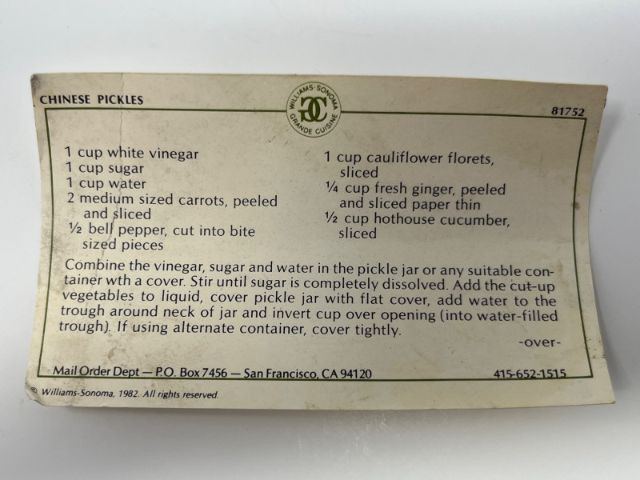 CHINESE PICKLES
WILLIAMS-SONOMA
GRANDE CUISINE
81752
1 cup white vinegar
1 cup sugar
1 cup water
2 medium sized carrots, peeled
and sliced
½ bell pepper, cut into bite
sized pieces
1 cup cauliflower florets,
sliced
¼ cup fresh ginger, peeled
and sliced paper thin
½ cup hothouse cucumber,
sliced
Combine the vinegar, sugar and water in the pickle jar or any suitable con-
tainer wth a cover. Stir until sugar is completely dissolved. Add the cut-up
vegetables to liquid, cover pickle jar with flat cover, add water to the
trough around neck of jar and invert cup over opening (into water-filled
trough). If using alternate container, cover tightly.
-over-
Mail Order Dept — P.O. Box 7456 — San Francisco, CA 94120
415-652-1515
© Williams-Sonoma, 1982. All rights reserved.